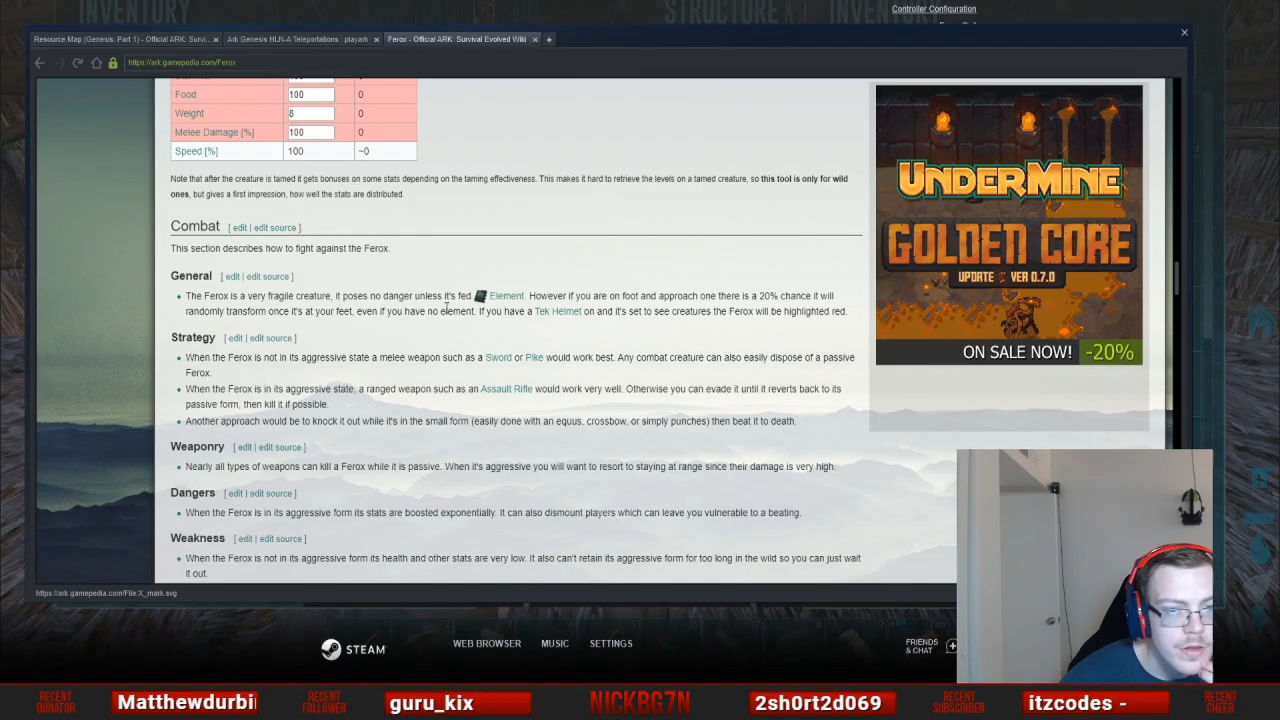 INVENTORY
STRUCTURE
INVENTORY
Controller Configuration
Resource Map (Genesis: Part 1) - Official ARK: Survi... ×
Ark Genesis HLN-A Teleportations : playark ×
Ferox - Official ARK: Survival Evolved Wiki ×
https://ark.gamepedia.com/Ferox
Food 100 0
Weight 8 0
Melee Damage [%] 100 0
Speed [%] 100 ~0
Note that after the creature is tamed it gets bonuses on some stats depending on the taming effectiveness. This makes it hard to retrieve the levels on a tamed creature, so this tool is only for wild
ones, but gives a first impression, how well the stats are distributed.
Combat [ edit | edit source ]
This section describes how to fight against the Ferox.
General [ edit | edit source ]
• The Ferox is a very fragile creature, it poses no danger unless it's fed Element. However if you are on foot and approach one there is a 20% chance it will
randomly transform once it's at your feet, even if you have no element. If you have a Tek Helmet on and it's set to see creatures the Ferox will be highlighted red.
Strategy [ edit | edit source ]
• When the Ferox is not in its aggressive state a melee weapon such as a Sword or Pike would work best. Any combat creature can also easily dispose of a passive
Ferox.
• When the Ferox is in its aggressive state, a ranged weapon such as an Assault Rifle would work very well. Otherwise you can evade it until it reverts back to its
passive form, then kill it if possible.
• Another approach would be to knock it out while it's in the small form (easily done with an equus, crossbow, or simply punches) then beat it to death.
Weaponry [ edit | edit source ]
• Nearly all types of weapons can kill a Ferox while it is passive. When it's aggressive you will want to resort to staying at range since their damage is very high.
Dangers [ edit | edit source ]
• When the Ferox is in its aggressive form its stats are boosted exponentially. It can also dismount players which can leave you vulnerable to a beating.
Weakness [ edit | edit source ]
• When the Ferox is not in its aggressive form its health and other stats are very low. It also can't retain its aggressive form for too long in the wild so you can just wait
it out.
UNDERMINE
GOLDEN CORE
UPDATE VER 0.7.0
ON SALE NOW! -20%
https://ark.gamepedia.com/File:X_mark.svg
STEAM
WEB BROWSER
MUSIC
SETTINGS
FRIENDS
& CHAT
RECENT
DONATOR
Matthewdurbi
RECENT
FOLLOWER
guru_kix
NICKBG7N
2sh0rt2d069
RECENT
SUBSCRIBER
itzcodes -
RECENT
CHEER